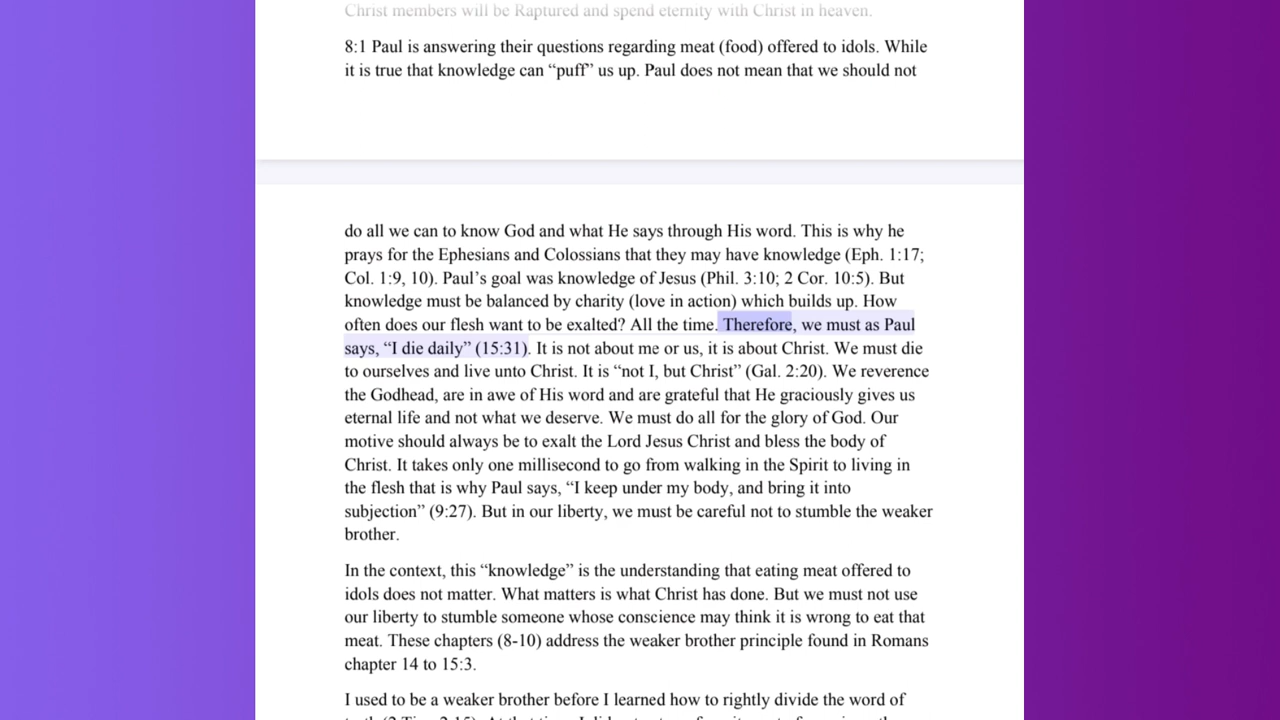 Christ members will be Raptured and spend eternity with Christ in heaven.
8:1 Paul is answering their questions regarding meat (food) offered to idols. While
it is true that knowledge can “puff” us up. Paul does not mean that we should not
do all we can to know God and what He says through His word. This is why he
prays for the Ephesians and Colossians that they may have knowledge (Eph. 1:17;
Col. 1:9, 10). Paul’s goal was knowledge of Jesus (Phil. 3:10; 2 Cor. 10:5). But
knowledge must be balanced by charity (love in action) which builds up. How
often does our flesh want to be exalted? All the time. Therefore, we must as Paul
says, “I die daily” (15:31). It is not about me or us, it is about Christ. We must die
to ourselves and live unto Christ. It is “not I, but Christ” (Gal. 2:20). We reverence
the Godhead, are in awe of His word and are grateful that He graciously gives us
eternal life and not what we deserve. We must do all for the glory of God. Our
motive should always be to exalt the Lord Jesus Christ and bless the body of
Christ. It takes only one millisecond to go from walking in the Spirit to living in
the flesh that is why Paul says, “I keep under my body, and bring it into
subjection” (9:27). But in our liberty, we must be careful not to stumble the weaker
brother.
In the context, this “knowledge” is the understanding that eating meat offered to
idols does not matter. What matters is what Christ has done. But we must not use
our liberty to stumble someone whose conscience may think it is wrong to eat that
meat. These chapters (8-10) address the weaker brother principle found in Romans
chapter 14 to 15:3.
I used to be a weaker brother before I learned how to rightly divide the word of